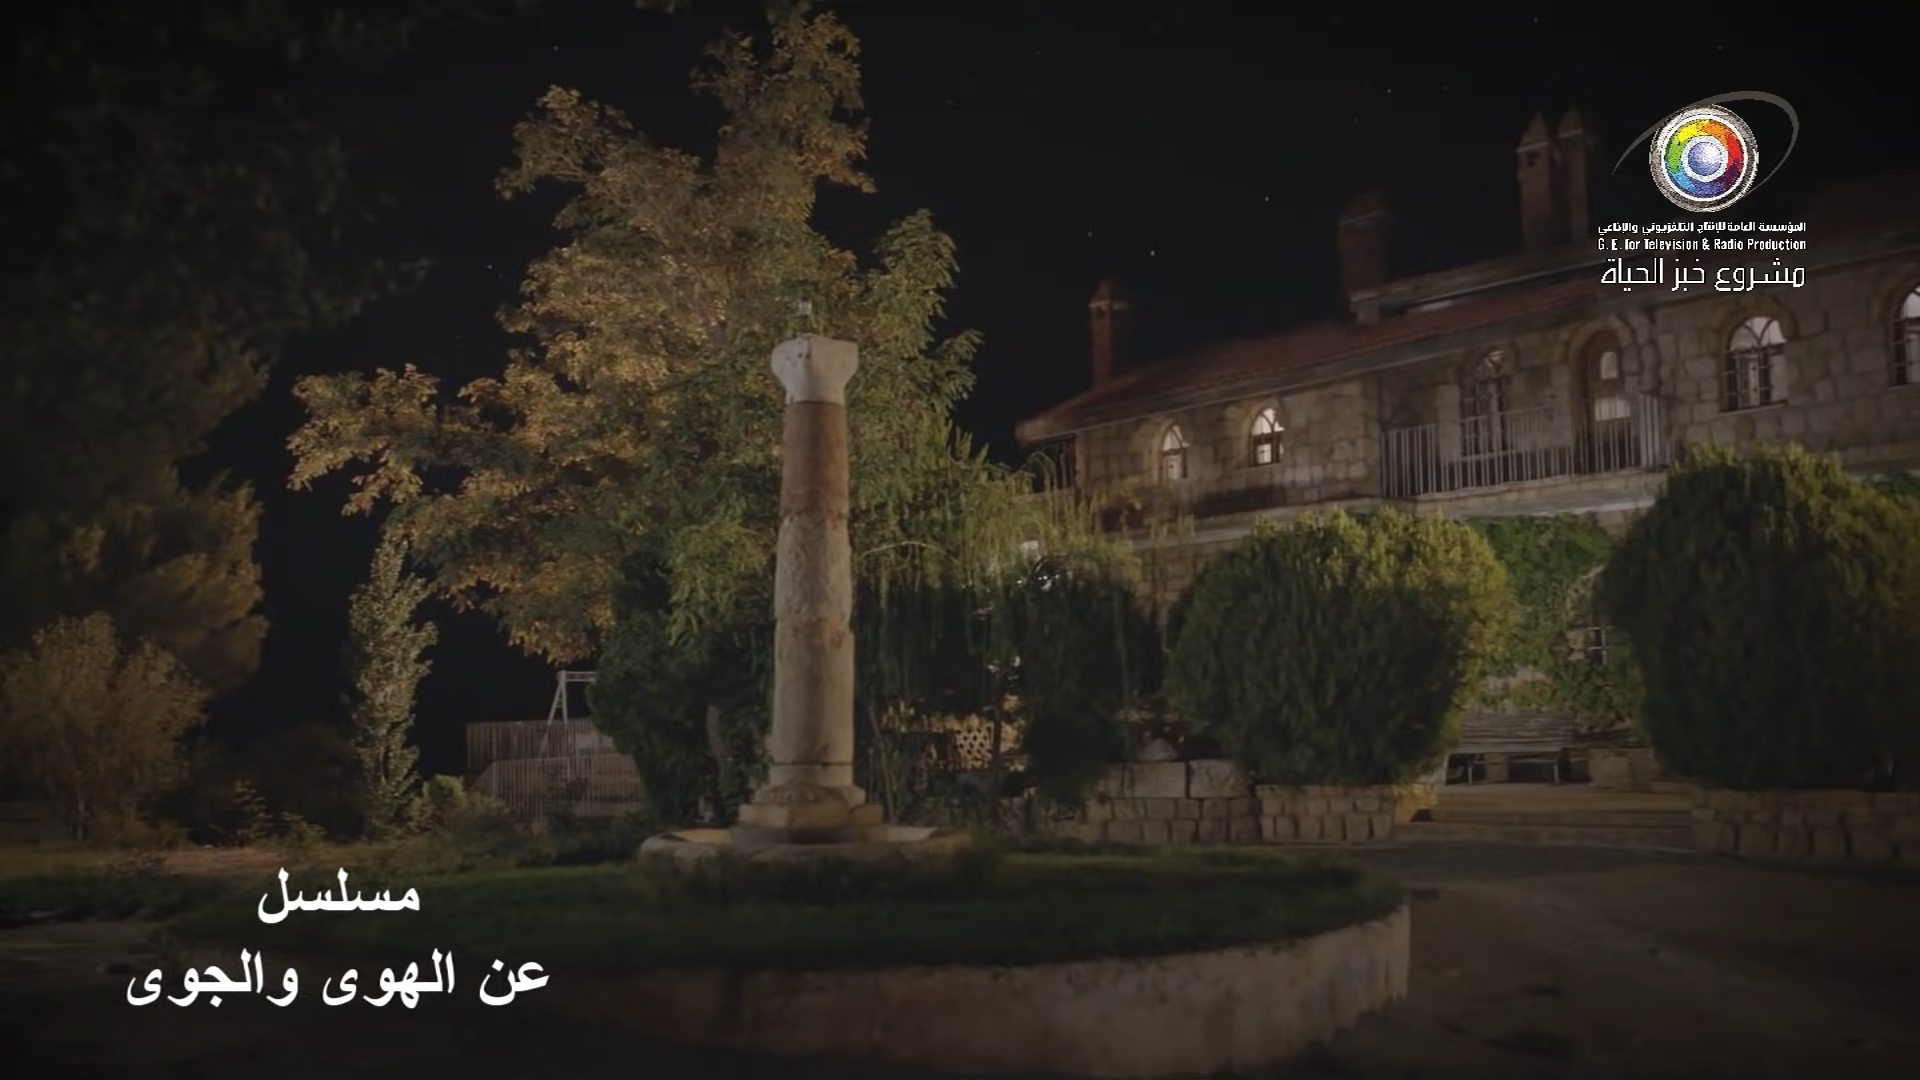 المؤسسة العامة للإنتاج التلفزيوني والإذاعي
G. E. for Television & Radio Production
مشروع خبز الحياة
مسلسل
عن الهوى والجوى